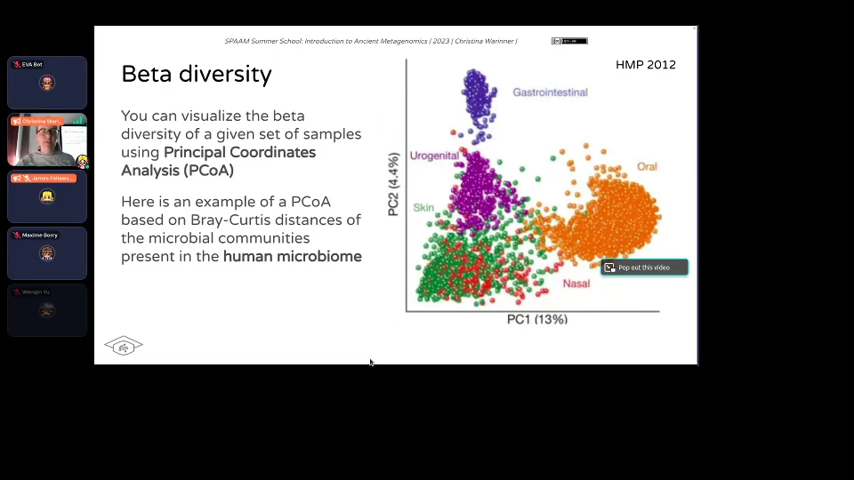 SPAAM Summer School: Introduction to Ancient Metagenomics | 2023 | Christina Warinner |
EVA Bot
Christina War...
James Fellows...
Maxime Borry
Wenqin Yu
Beta diversity
You can visualize the beta
diversity of a given set of samples
using Principal Coordinates
Analysis (PCoA)
Here is an example of a PCoA
based on Bray-Curtis distances of
the microbial communities
present in the human microbiome
HMP 2012
Gastrointestinal
Urogenital
Oral
Skin
Nasal
PC2 (4.4%)
PC1 (13%)
Pop out this video